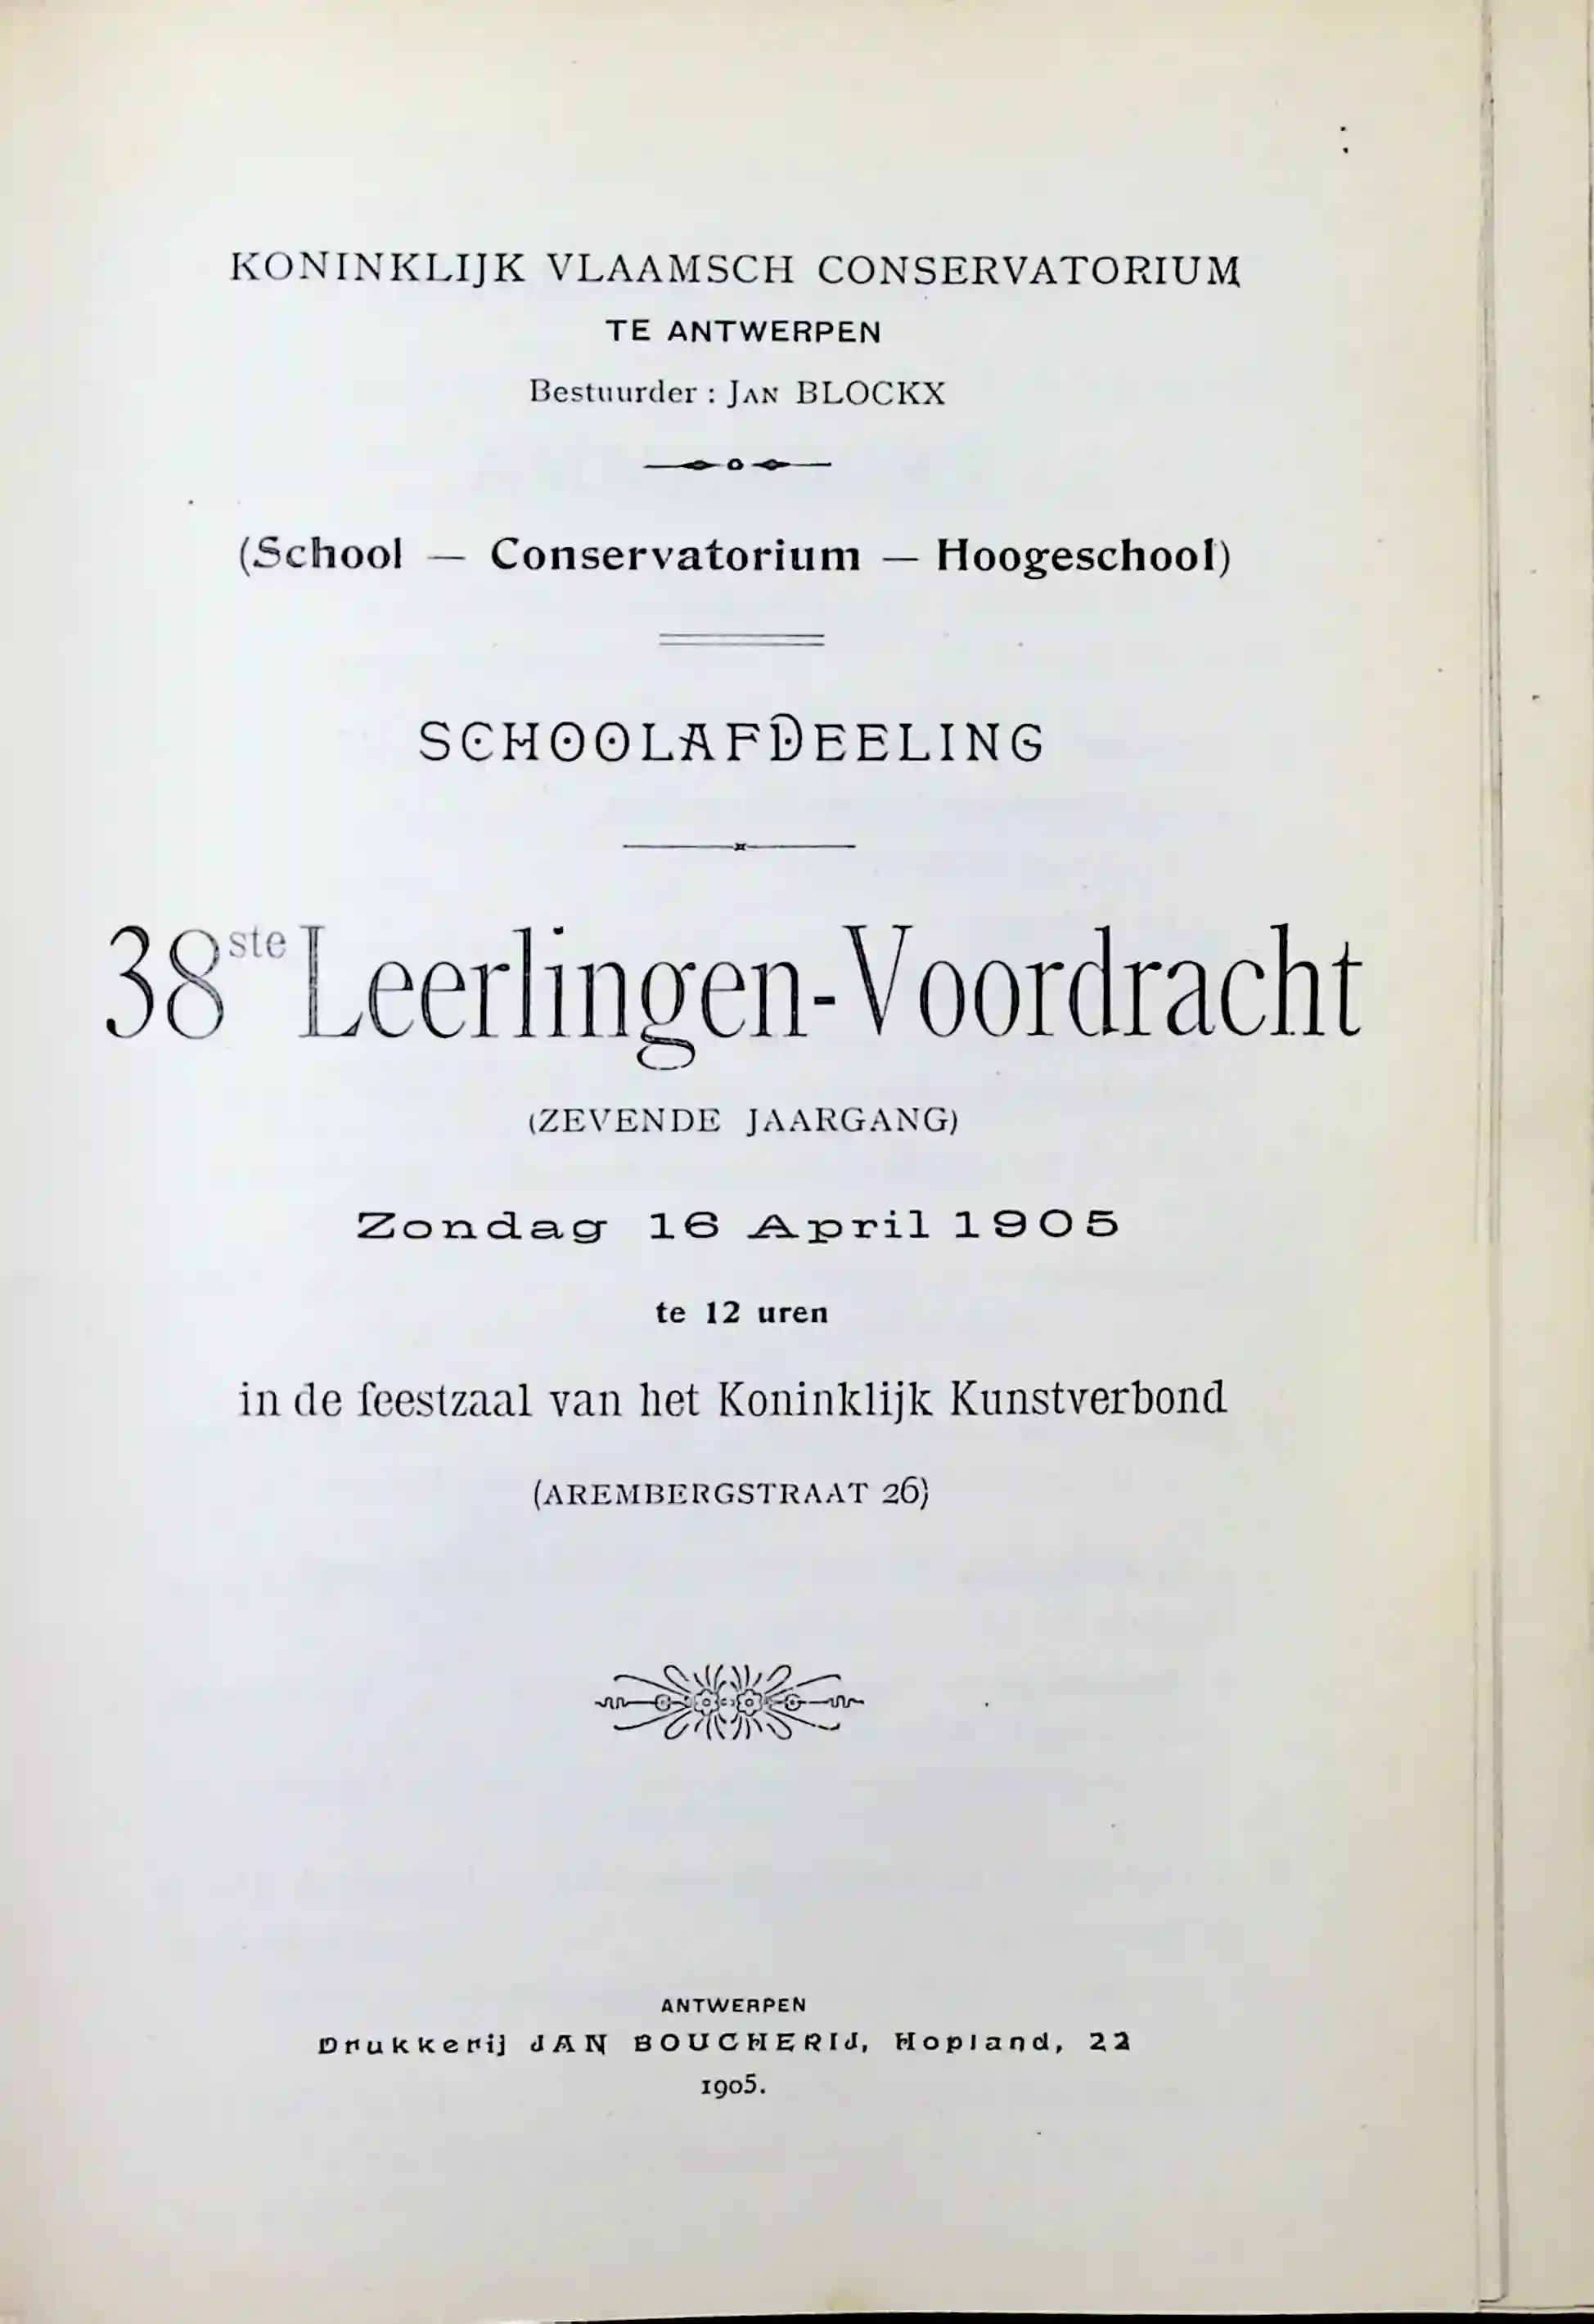 KONINKLIJK VLAAMSCH CONSERVATORIUM
TE ANTWERPEN
Bestuurder : JAN BLOCKX
(School — Conservatorium — Hoogeschool)
SCHOOLAFDEELING
38ste Leerlingen-Voordracht
(ZEVENDE JAARGANG)
Zondag 16 April 1905
te 12 uren
in de feestzaal van het Koninklijk Kunstverbond
(AREMBERGSTRAAT 26)
ANTWERPEN
Drukkerij JAN BOUCHERIJ, Hopland, 22
1905.